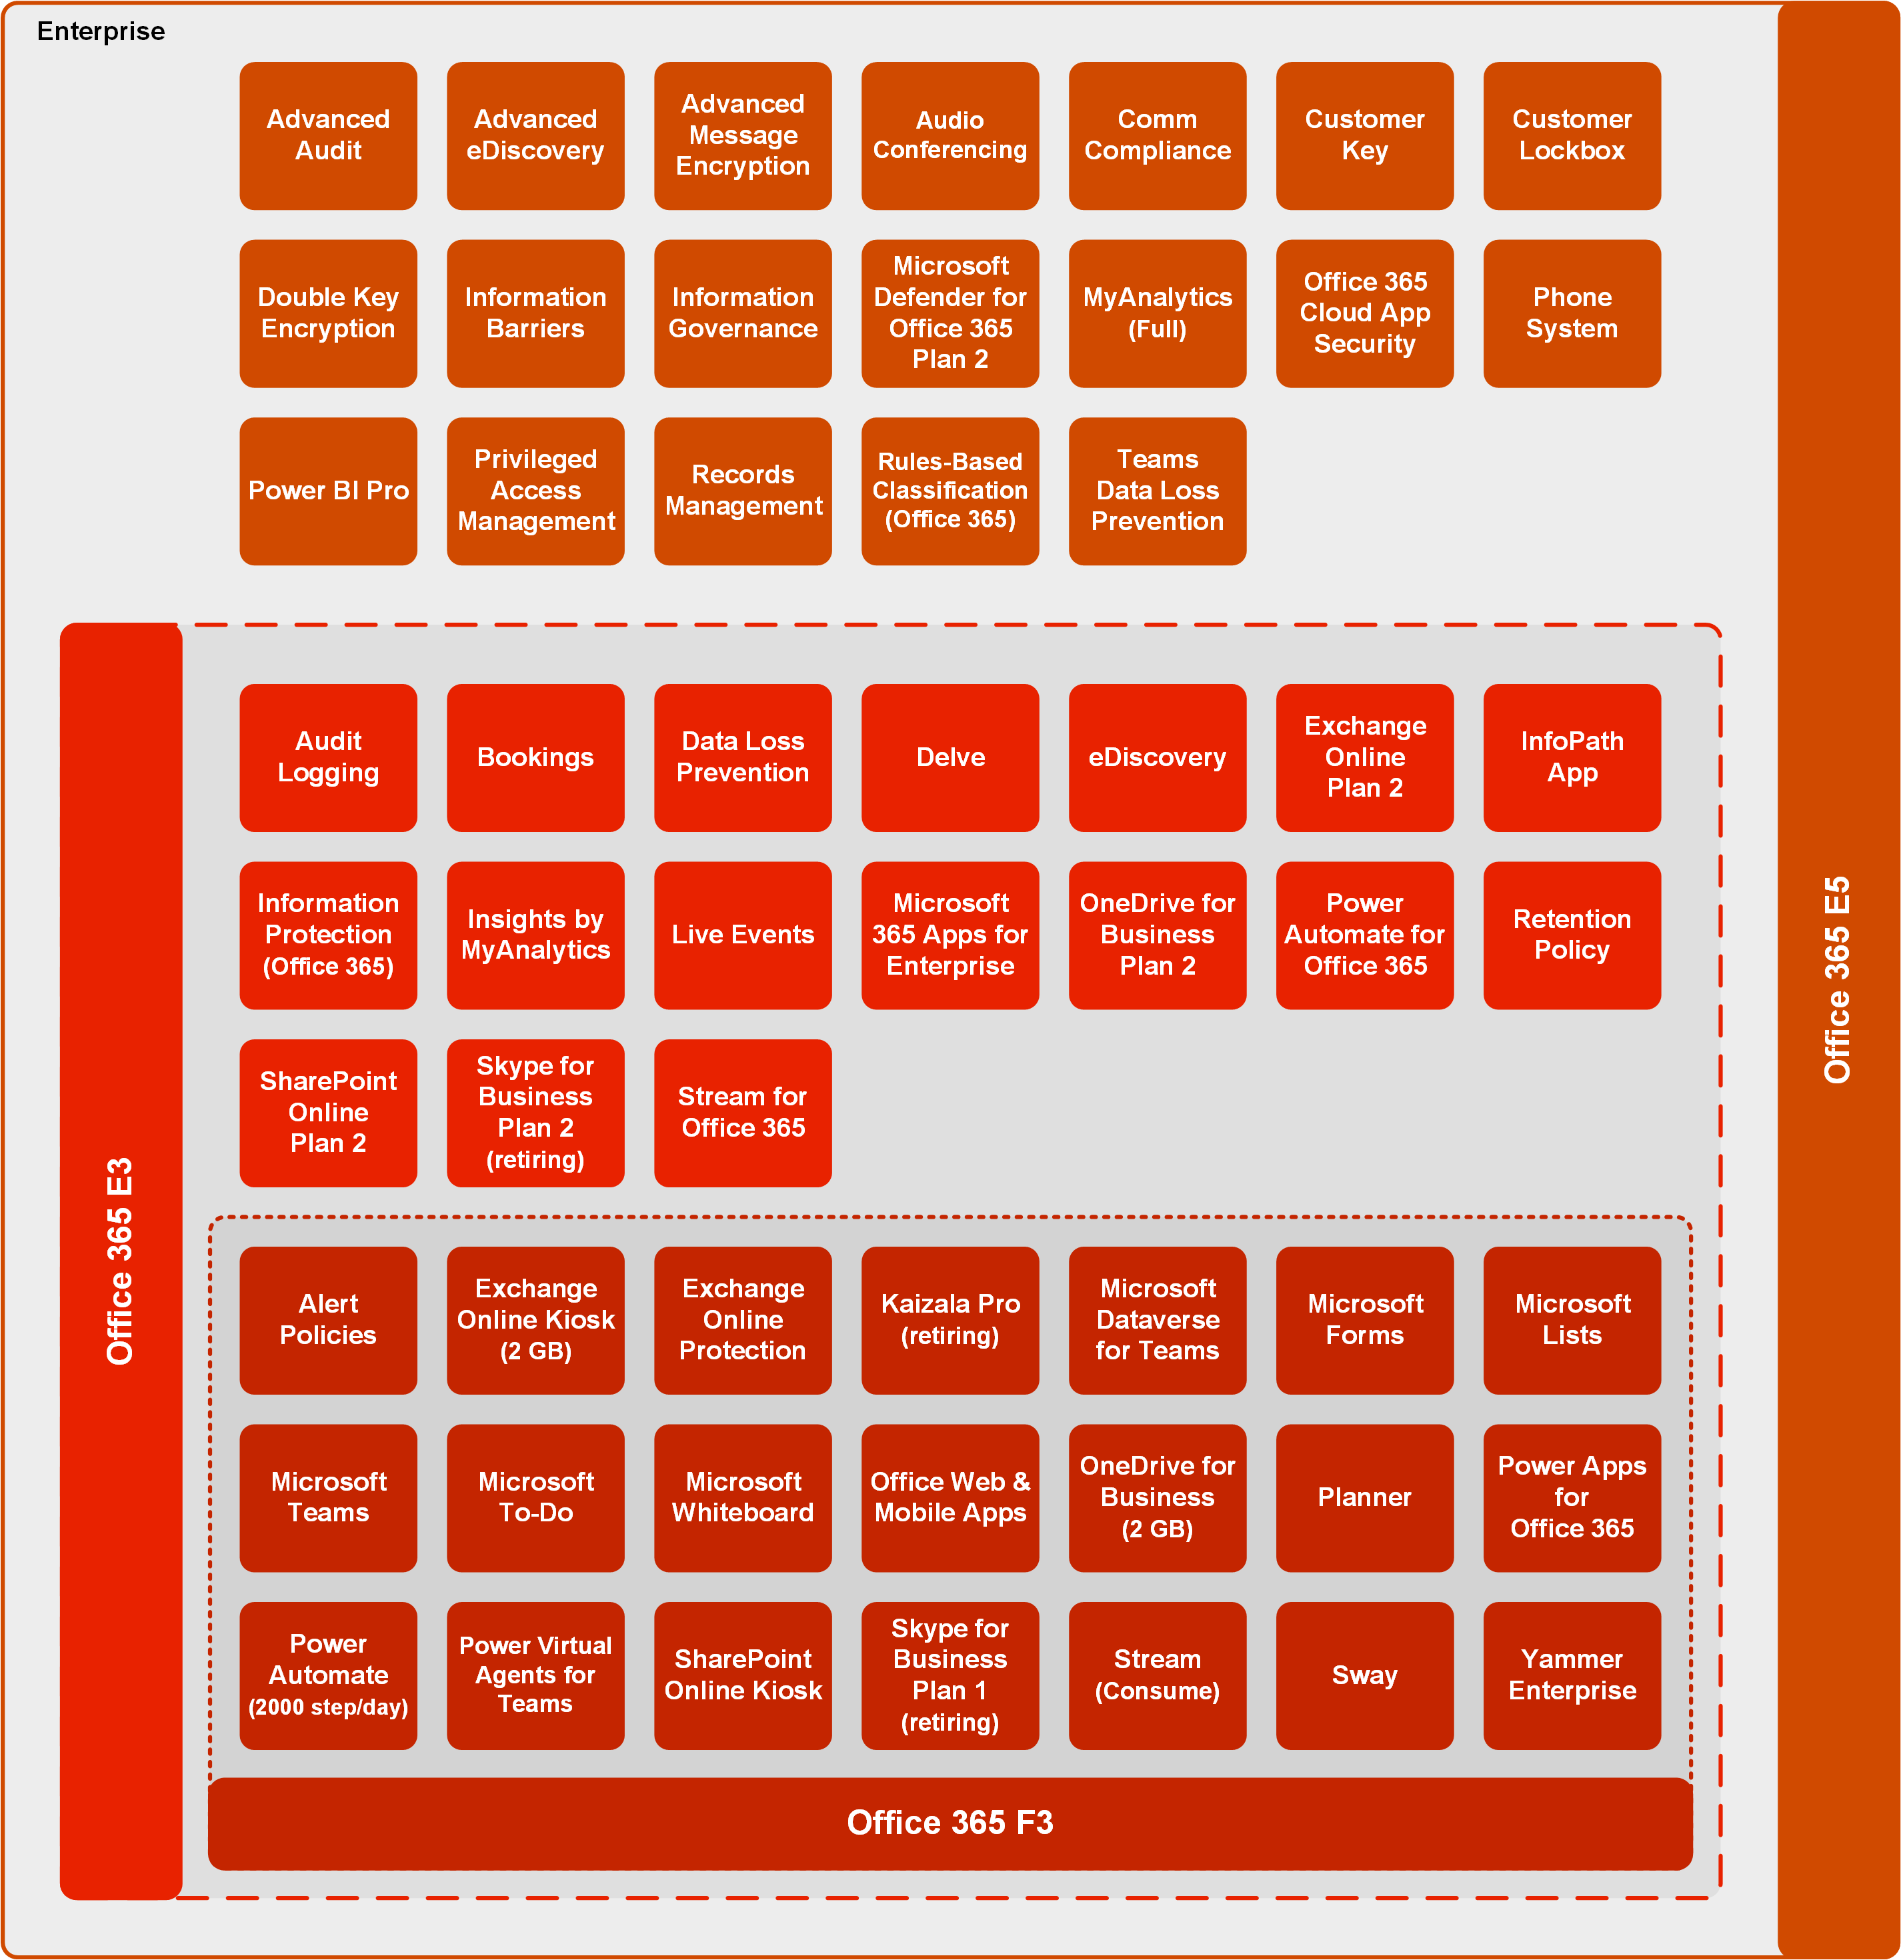 Enterprise
Advanced
Audit
Advanced
eDiscovery
Advanced
Message
Encryption
Audio
Conferencing
Comm
Compliance
Customer
Key
Customer
Lockbox
Double Key
Encryption
Information
Barriers
Information
Governance
Microsoft
Defender for
Office 365
Plan 2
MyAnalytics
(Full)
Office 365
Cloud App
Security
Phone
System
Power BI Pro
Privileged
Access
Management
Records
Management
Rules-Based
Classification
(Office 365)
Teams
Data Loss
Prevention
Office 365 E5
Audit
Logging
Bookings
Data Loss
Prevention
Delve
eDiscovery
Exchange
Online
Plan 2
InfoPath
App
Information
Protection
(Office 365)
Insights by
MyAnalytics
Live Events
Microsoft
365 Apps for
Enterprise
OneDrive for
Business
Plan 2
Power
Automate for
Office 365
Retention
Policy
SharePoint
Online
Plan 2
Skype for
Business
Plan 2
(retiring)
Stream for
Office 365
Office 365 E3
Alert
Policies
Exchange
Online Kiosk
(2 GB)
Exchange
Online
Protection
Kaizala Pro
(retiring)
Microsoft
Dataverse
for Teams
Microsoft
Forms
Microsoft
Lists
Microsoft
Teams
Microsoft
To-Do
Microsoft
Whiteboard
Office Web &
Mobile Apps
OneDrive for
Business
(2 GB)
Planner
Power Apps
for
Office 365
Power
Automate
(2000 step/day)
Power Virtual
Agents for
Teams
SharePoint
Online Kiosk
Skype for
Business
Plan 1
(retiring)
Stream
(Consume)
Sway
Yammer
Enterprise
Office 365 F3